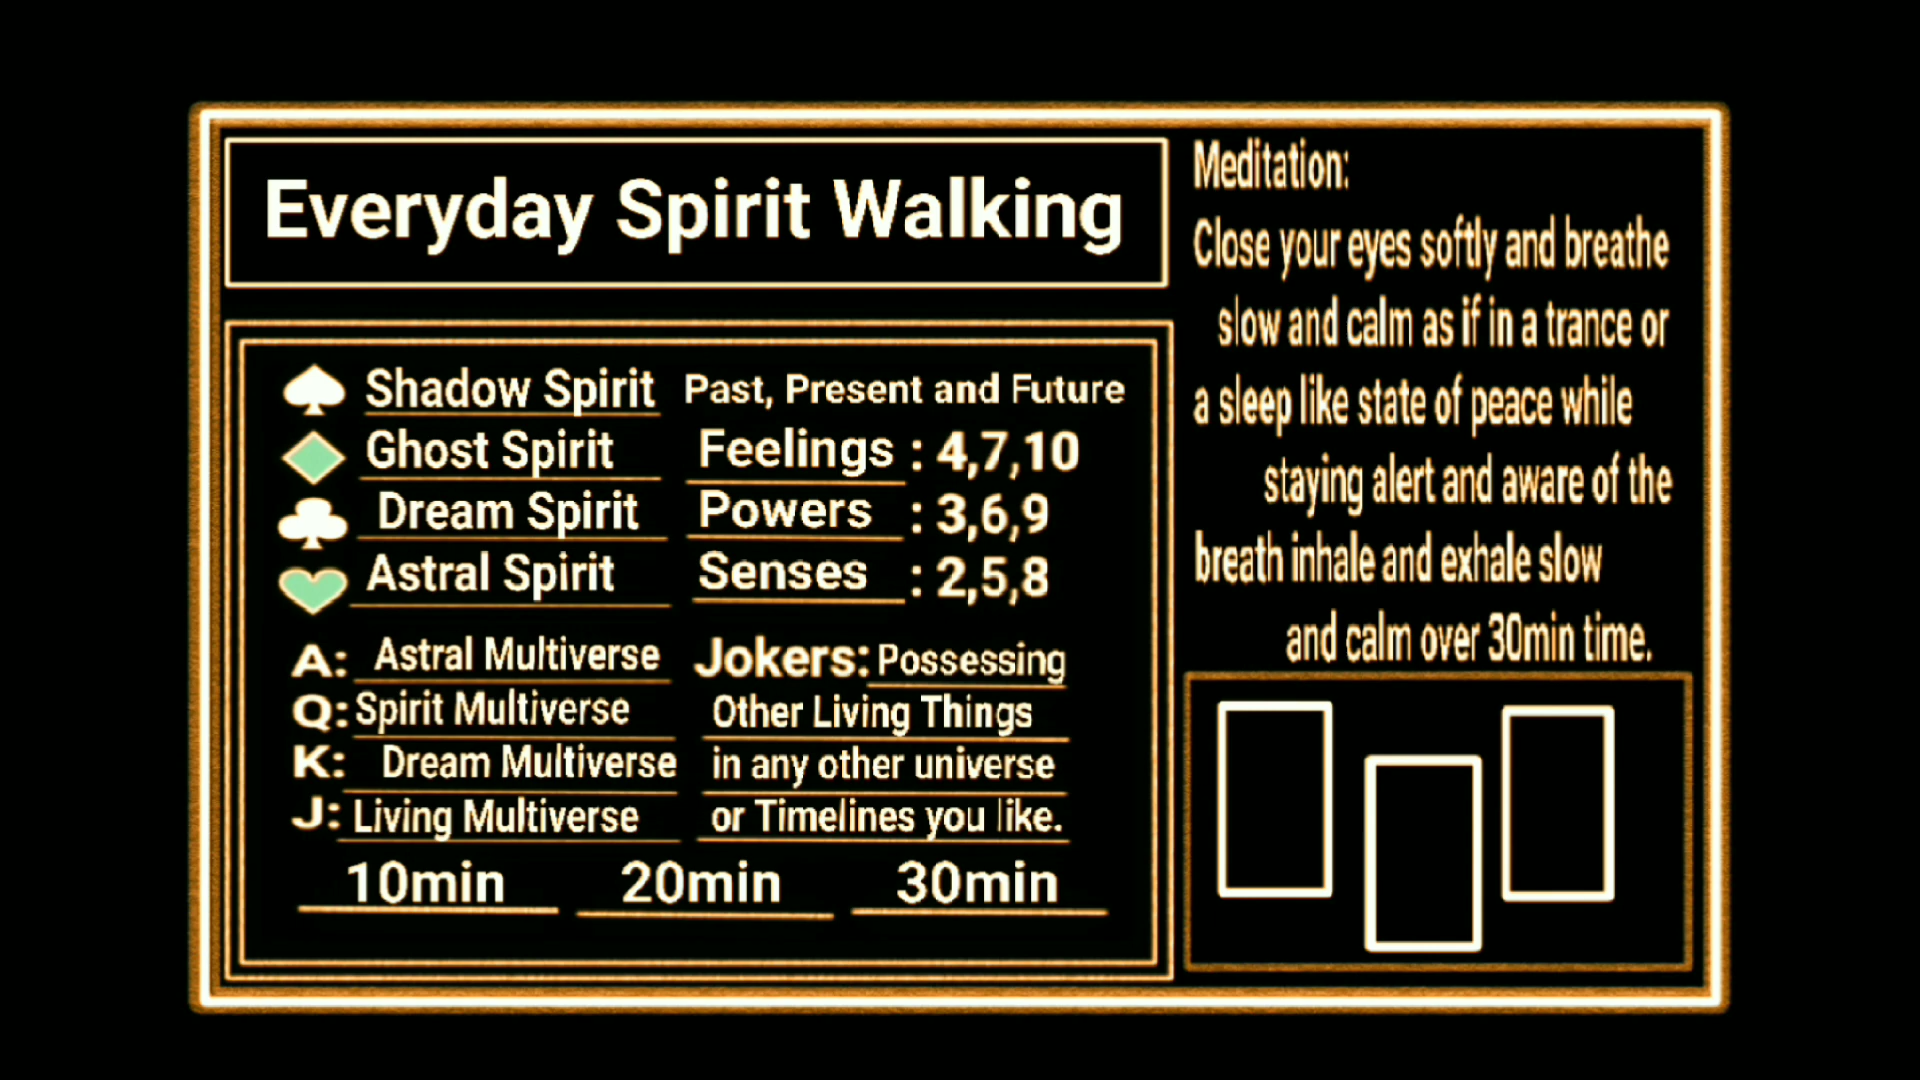 Everyday Spirit Walking
Shadow Spirit
Ghost Spirit
Dream Spirit
Astral Spirit
Past, Present and Future
Feelings : 4,7,10
Powers : 3,6,9
Senses : 2,5,8
A: Astral Multiverse
Q: Spirit Multiverse
K: Dream Multiverse
J: Living Multiverse
Jokers: Possessing
Other Living Things
in any other universe
or Timelines you like.
10min 20min 30min
Meditation:
Close your eyes softly and breathe
slow and calm as if in a trance or
a sleep like state of peace while
staying alert and aware of the
breath inhale and exhale slow
and calm over 30min time.